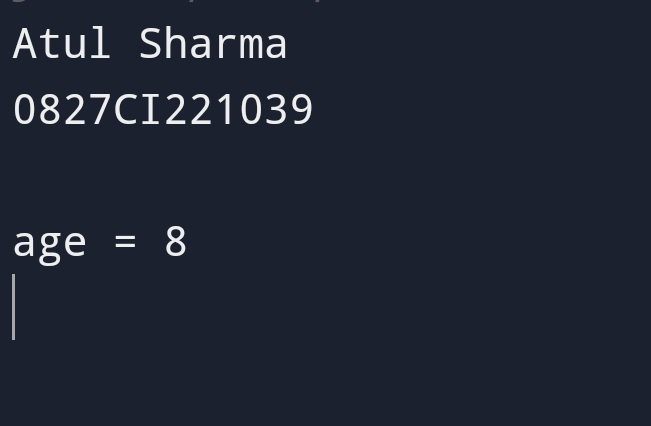 Atul Sharma
0827CI221039
age = 8